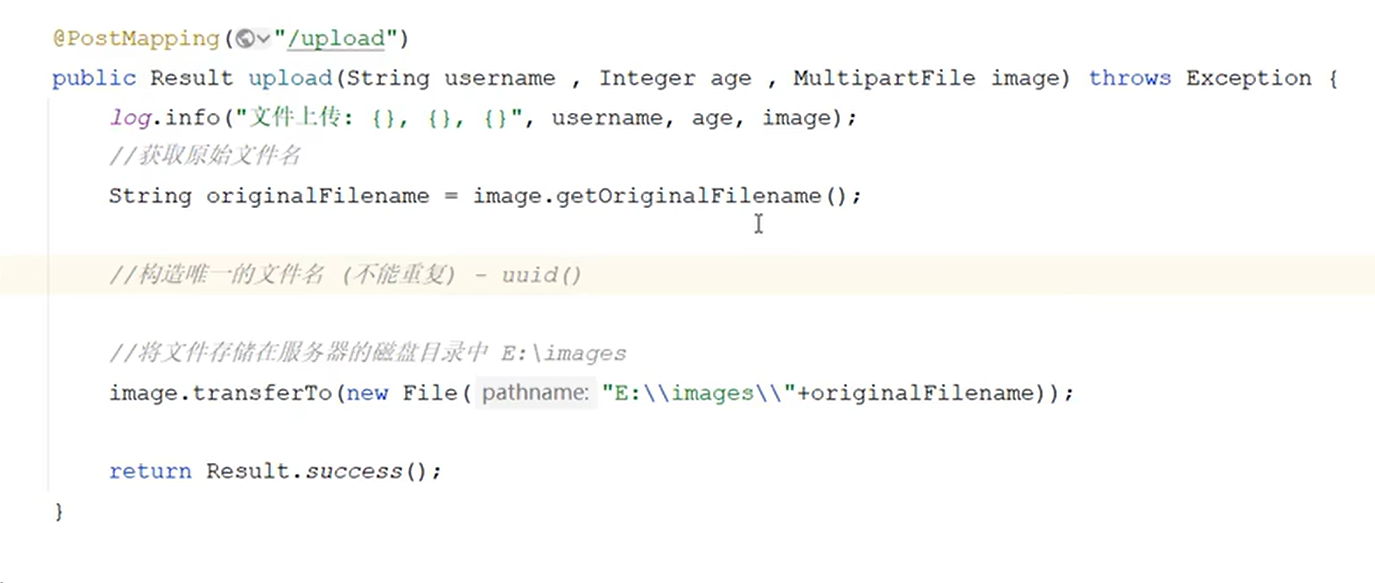 @PostMapping("/upload")
public Result upload(String username , Integer age , MultipartFile image) throws Exception {
log.info("文件上传: {}, {}, {}", username, age, image);
//获取原始文件名
String originalFilename = image.getOriginalFilename();
//构造唯一的文件名 (不能重复) - uuid()
//将文件存储在服务器的磁盘目录中 E:\images
image.transferTo(new File( pathname: "E:\\images\\"+originalFilename));
return Result.success();
}